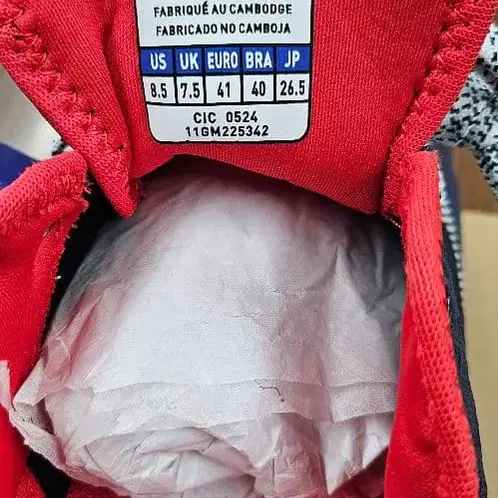 FABRIQUÉ AU CAMBODGE
FABRICADO NO CAMBOJA
US UK EURO BRA JP
8.5 7.5 41 40 26.5
CIC 0524
11GM225342